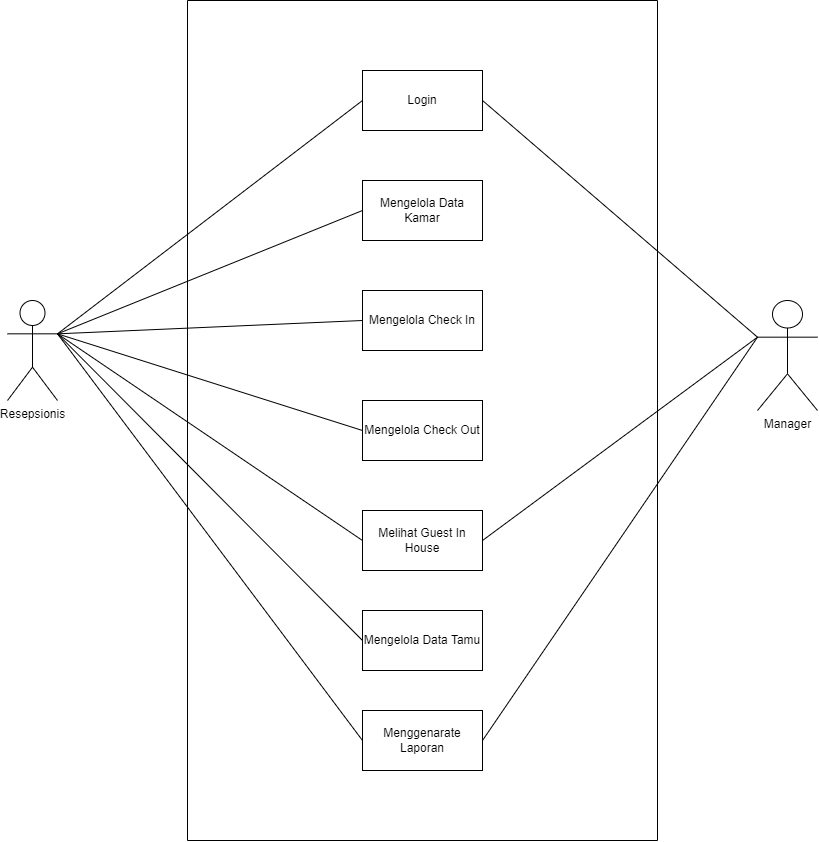 Login
Mengelola Data
Kamar
Mengelola Check In
Resepsionis
Manager
Mengelola Check Out
Melihat Guest In
House
Mengelola Data Tamu
Menggenarate
Laporan